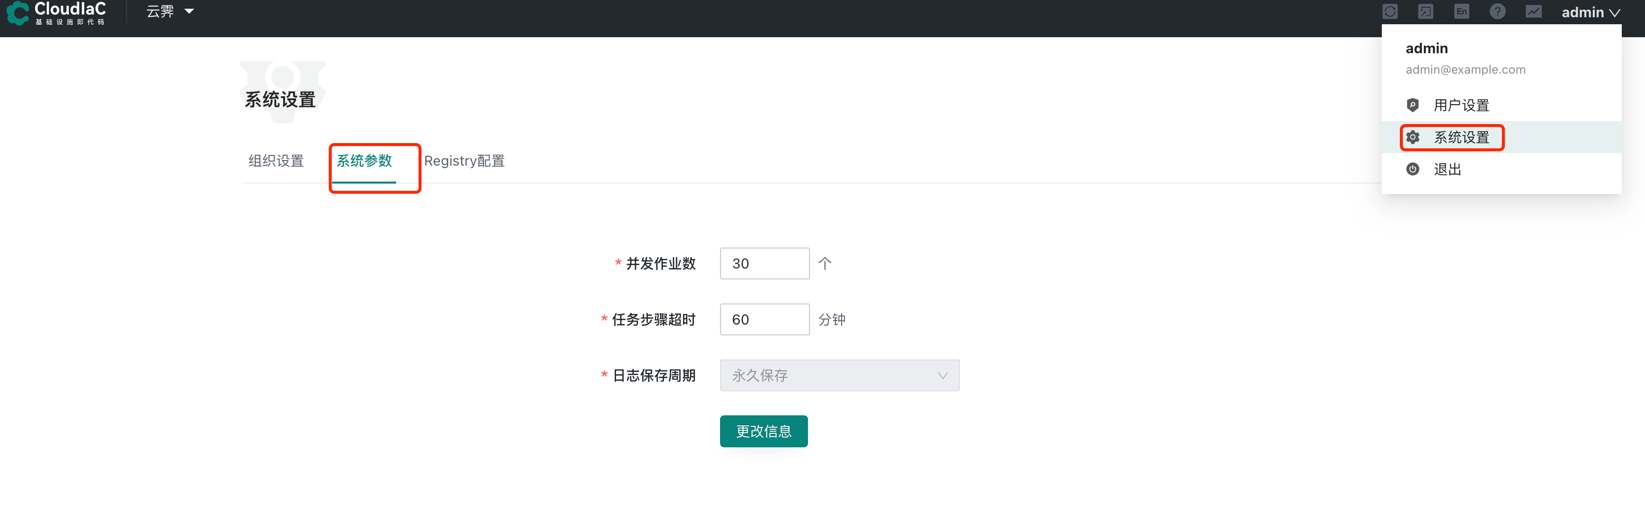 CloudIaC
基础设施即代码
云霁
En
?
admin
admin
admin@example.com
用户设置
系统设置
退出
系统设置
组织设置
系统参数
Registry配置
* 并发作业数
30
个
* 任务步骤超时
60
分钟
* 日志保存周期
永久保存
更改信息